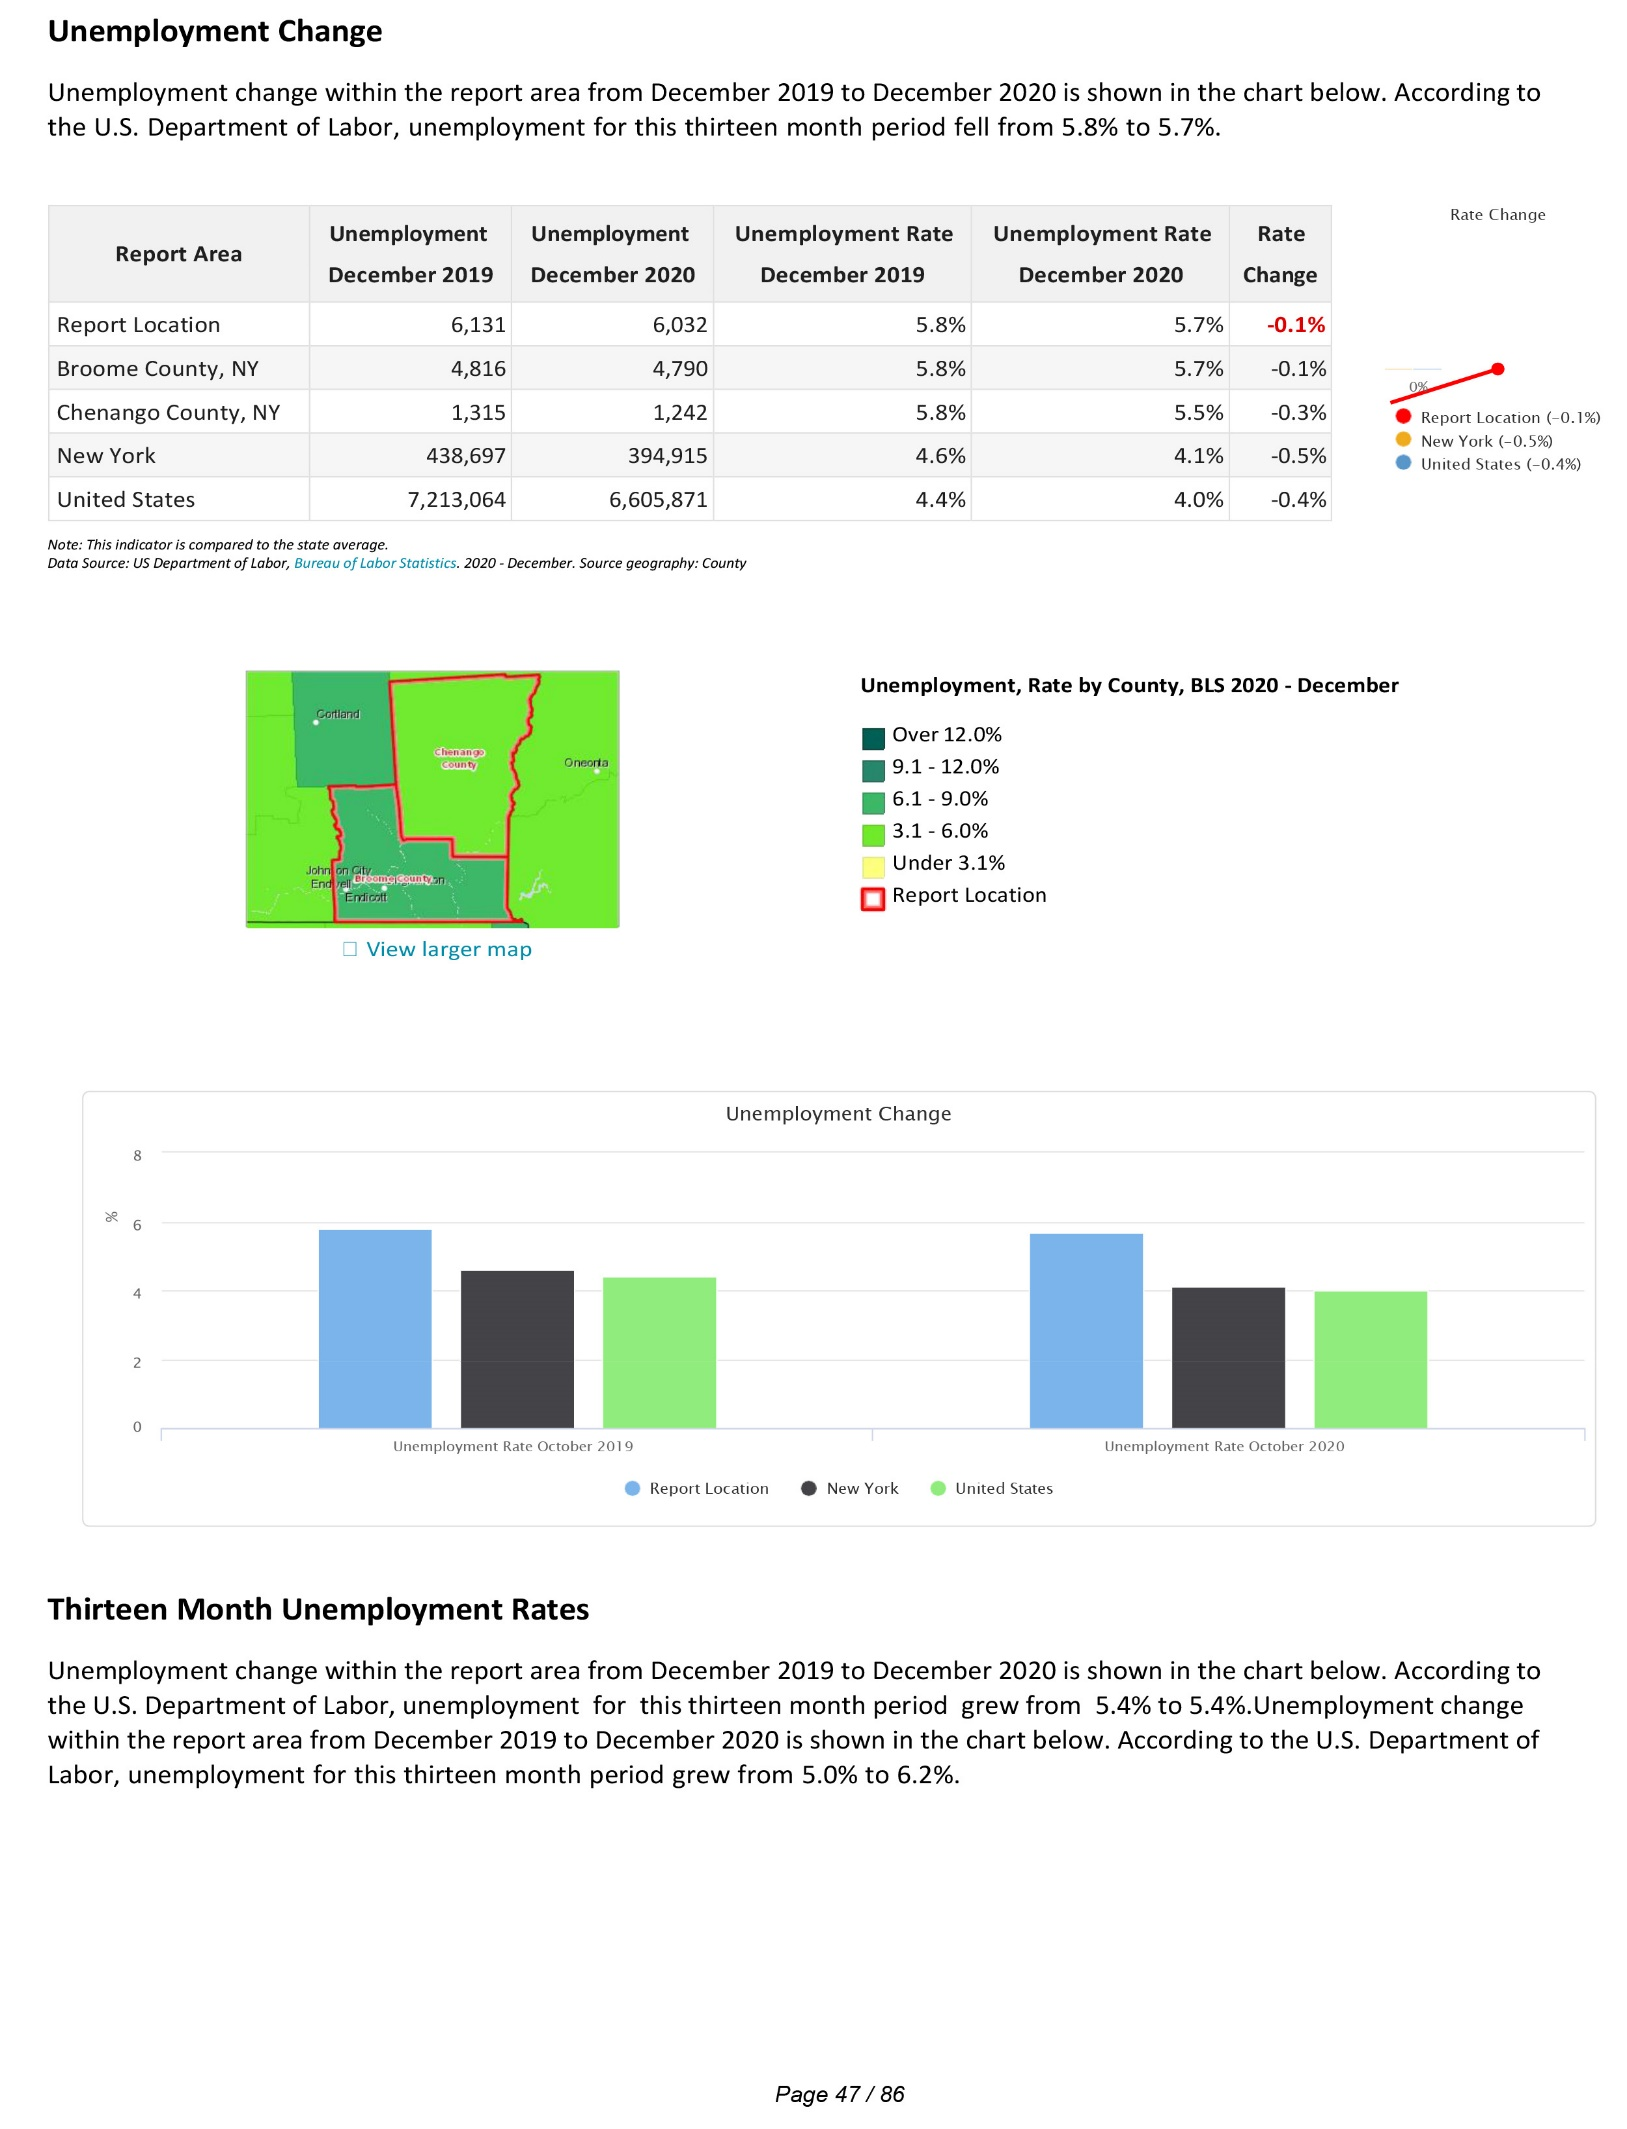 Unemployment Change
Unemployment change within the report area from December 2019 to December 2020 is shown in the chart below. According to
the U.S. Department of Labor, unemployment for this thirteen month period fell from 5.8% to 5.7%.
Report Area Unemployment December 2019 Unemployment December 2020 Unemployment Rate December 2019 Unemployment Rate December 2020 Rate Change
Report Location 6,131 6,032 5.8% 5.7% -0.1%
Broome County, NY 4,816 4,790 5.8% 5.7% -0.1%
Chenango County, NY 1,315 1,242 5.8% 5.5% -0.3%
New York 438,697 394,915 4.6% 4.1% -0.5%
United States 7,213,064 6,605,871 4.4% 4.0% -0.4%
Rate Change
0%
Report Location (-0.1%)
New York (-0.5%)
United States (-0.4%)
Note: This indicator is compared to the state average.
Data Source: US Department of Labor, Bureau of Labor Statistics. 2020 - December. Source geography: County
Cortland
Chenango
County
Oneonta
Johnson City
Endwell
Broome County
Endicott
View larger map
Unemployment, Rate by County, BLS 2020 - December
Over 12.0%
9.1 - 12.0%
6.1 - 9.0%
3.1 - 6.0%
Under 3.1%
Report Location
Unemployment Change
8
%
6
4
2
0
Unemployment Rate October 2019 Unemployment Rate October 2020
Report Location New York United States
Thirteen Month Unemployment Rates
Unemployment change within the report area from December 2019 to December 2020 is shown in the chart below. According to
the U.S. Department of Labor, unemployment for this thirteen month period grew from 5.4% to 5.4%.Unemployment change
within the report area from December 2019 to December 2020 is shown in the chart below. According to the U.S. Department of
Labor, unemployment for this thirteen month period grew from 5.0% to 6.2%.
Page 47 / 86